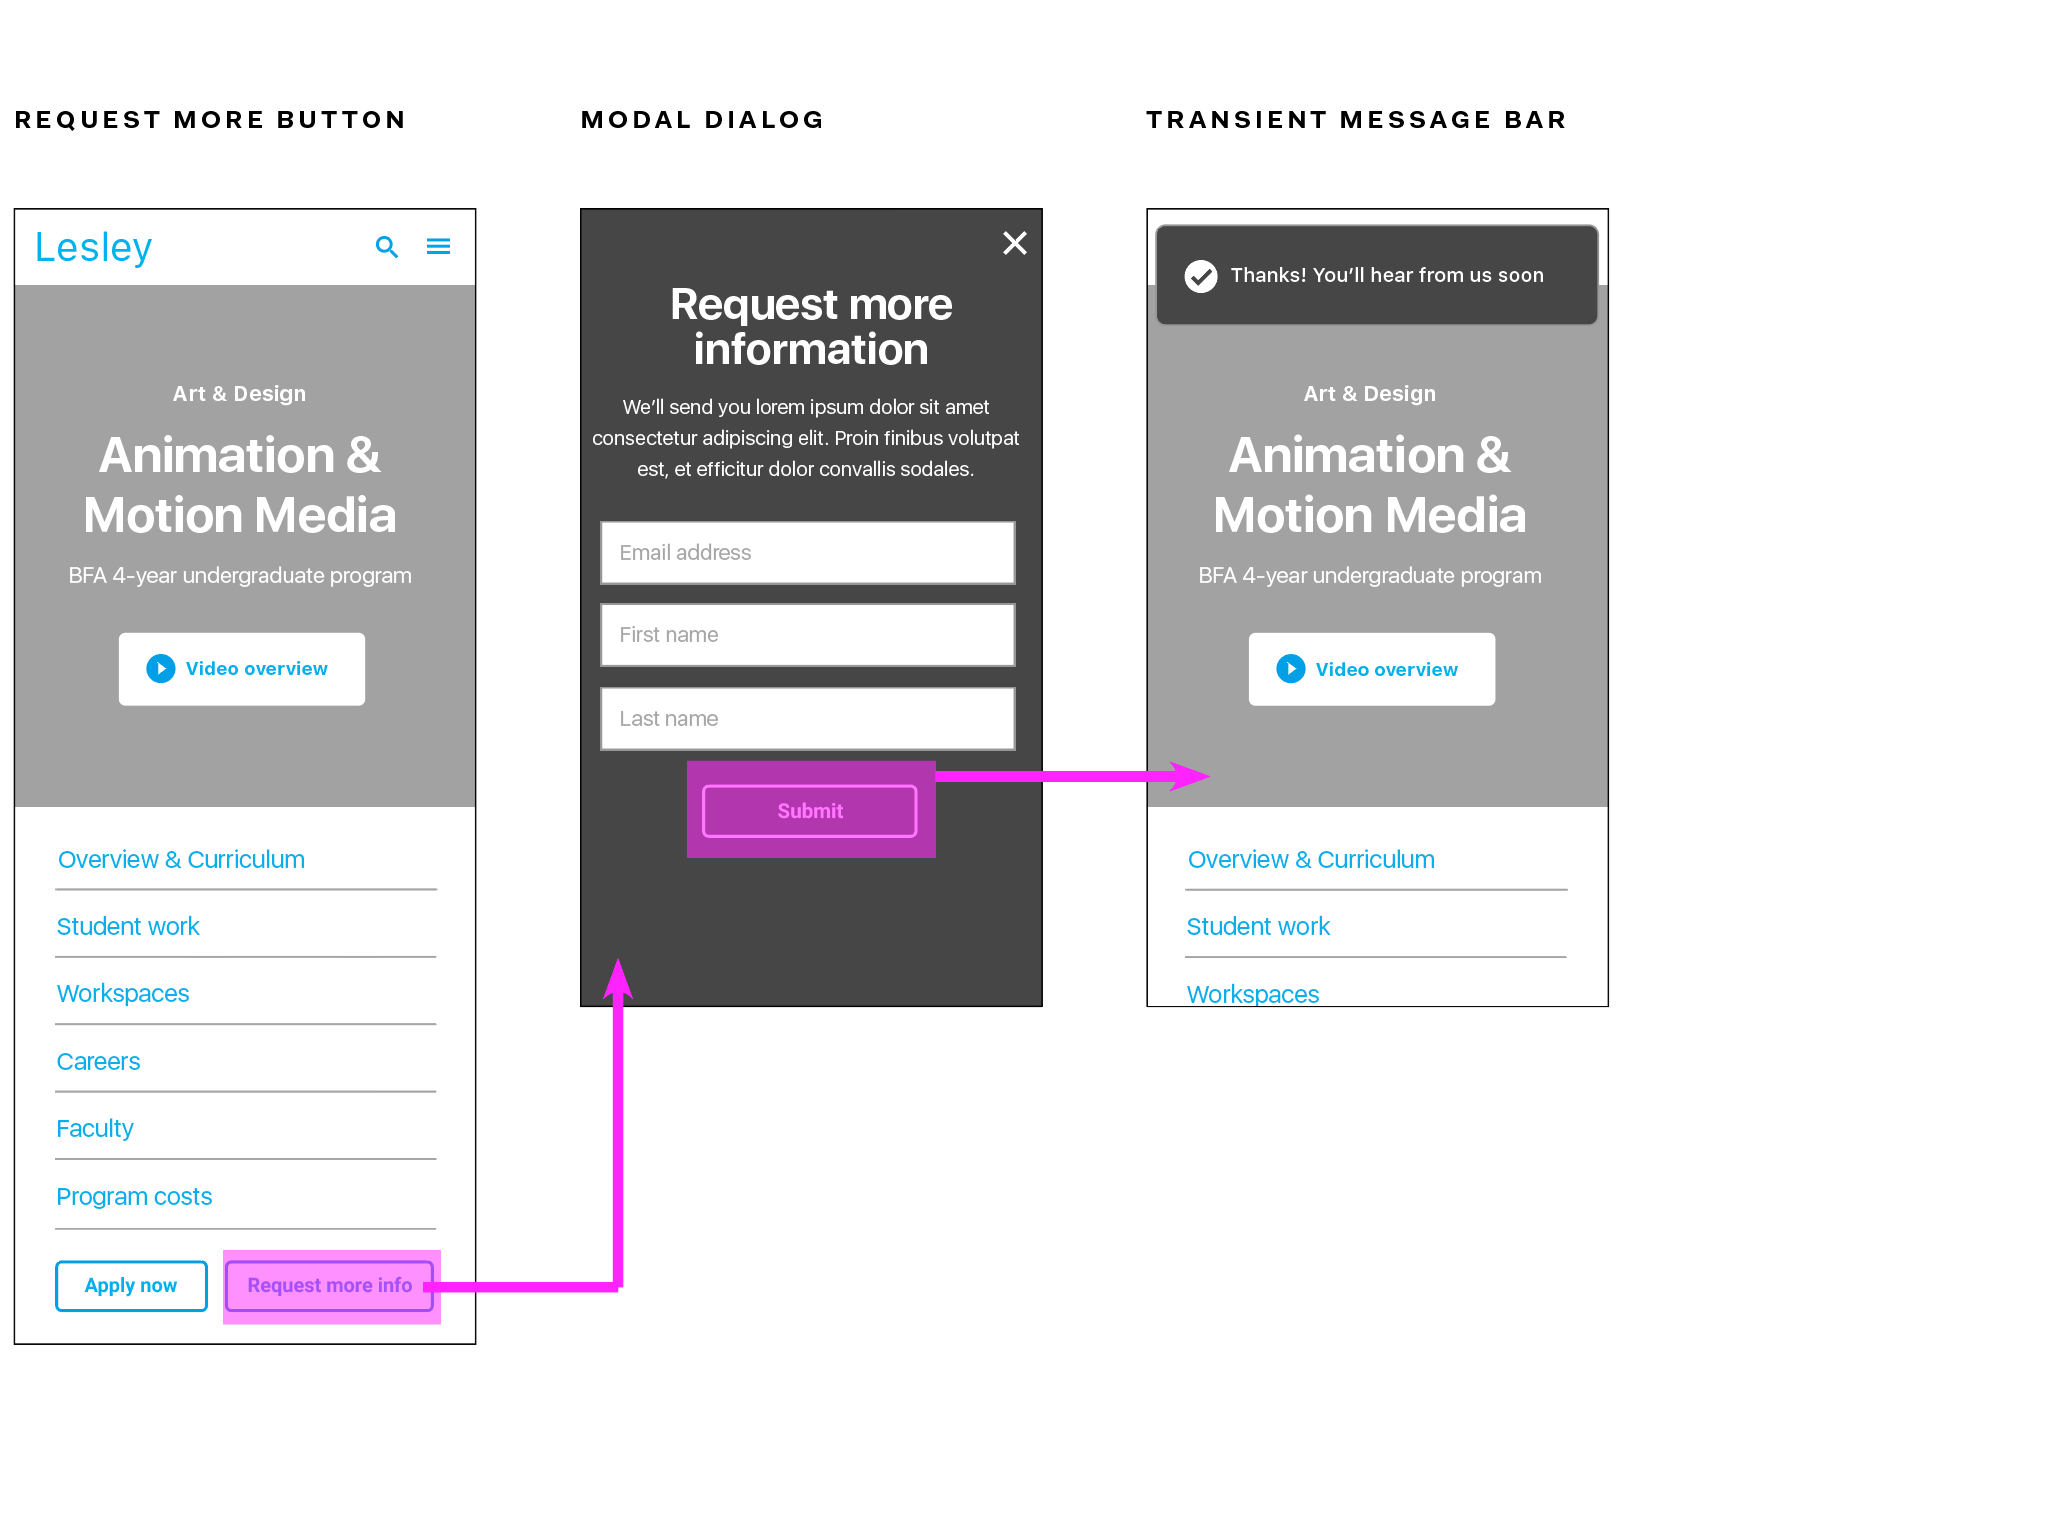 REQUEST MORE BUTTON
Lesley
Art & Design
Animation &
Motion Media
BFA 4-year undergraduate program
Video overview
Overview & Curriculum
Student work
Workspaces
Careers
Faculty
Program costs
Apply now
Request more info
MODAL DIALOG
Request more
information
We’ll send you lorem ipsum dolor sit amet
consectetur adipiscing elit. Proin finibus volutpat
est, et efficitur dolor convallis sodales.
Email address
First name
Last name
Submit
TRANSIENT MESSAGE BAR
Thanks! You’ll hear from us soon
Art & Design
Animation &
Motion Media
BFA 4-year undergraduate program
Video overview
Overview & Curriculum
Student work
Workspaces